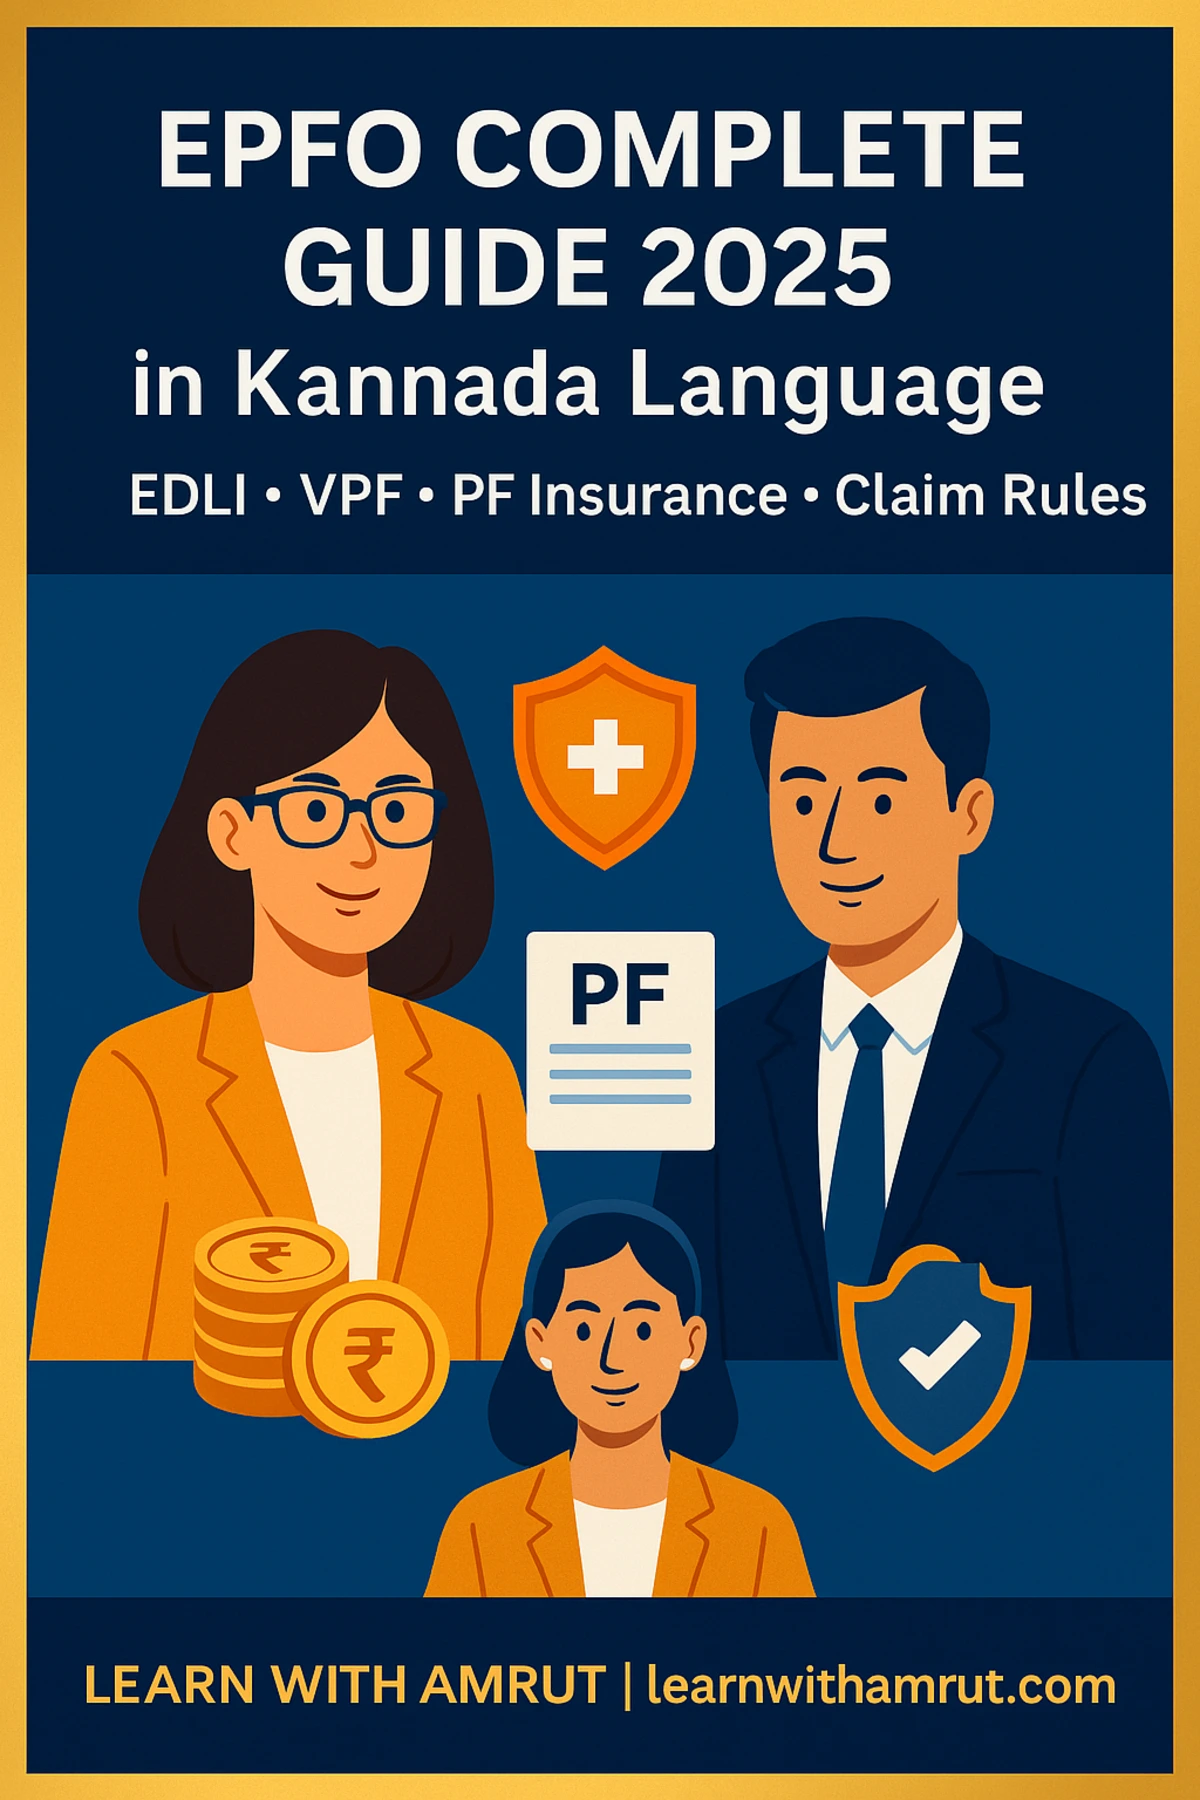 EPFO COMPLETE
GUIDE 2025
in Kannada Language
EDLI • VPF • PF Insurance • Claim Rules
PF
₹
₹
LEARN WITH AMRUT | learnwithamrut.com